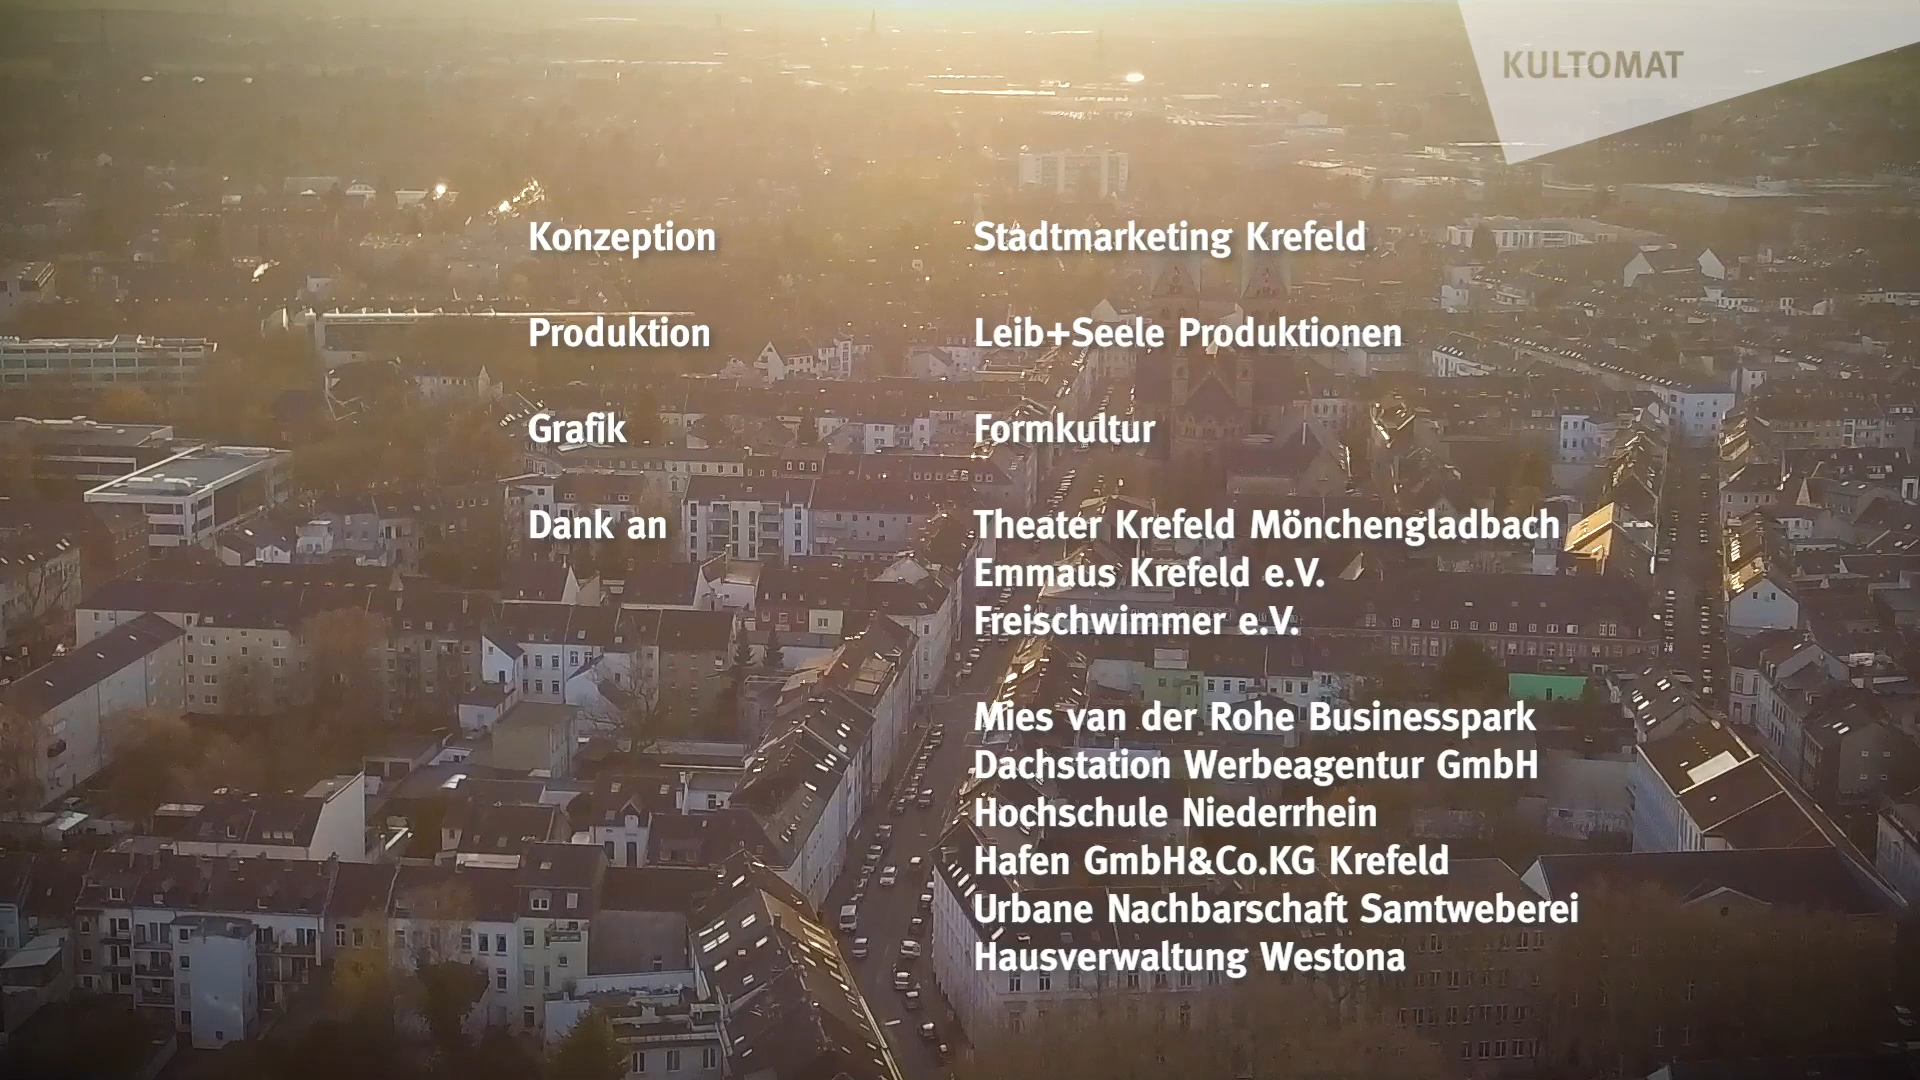 KULTOMAT
Konzeption Stadtmarketing Krefeld
Produktion Leib+Seele Produktionen
Grafik Formkultur
Dank an Theater Krefeld Mönchengladbach
Emmaus Krefeld e.V.
Freischwimmer e.V.
Mies van der Rohe Businesspark
Dachstation Werbeagentur GmbH
Hochschule Niederrhein
Hafen GmbH&Co.KG Krefeld
Urbane Nachbarschaft Samtweberei
Hausverwaltung Westona